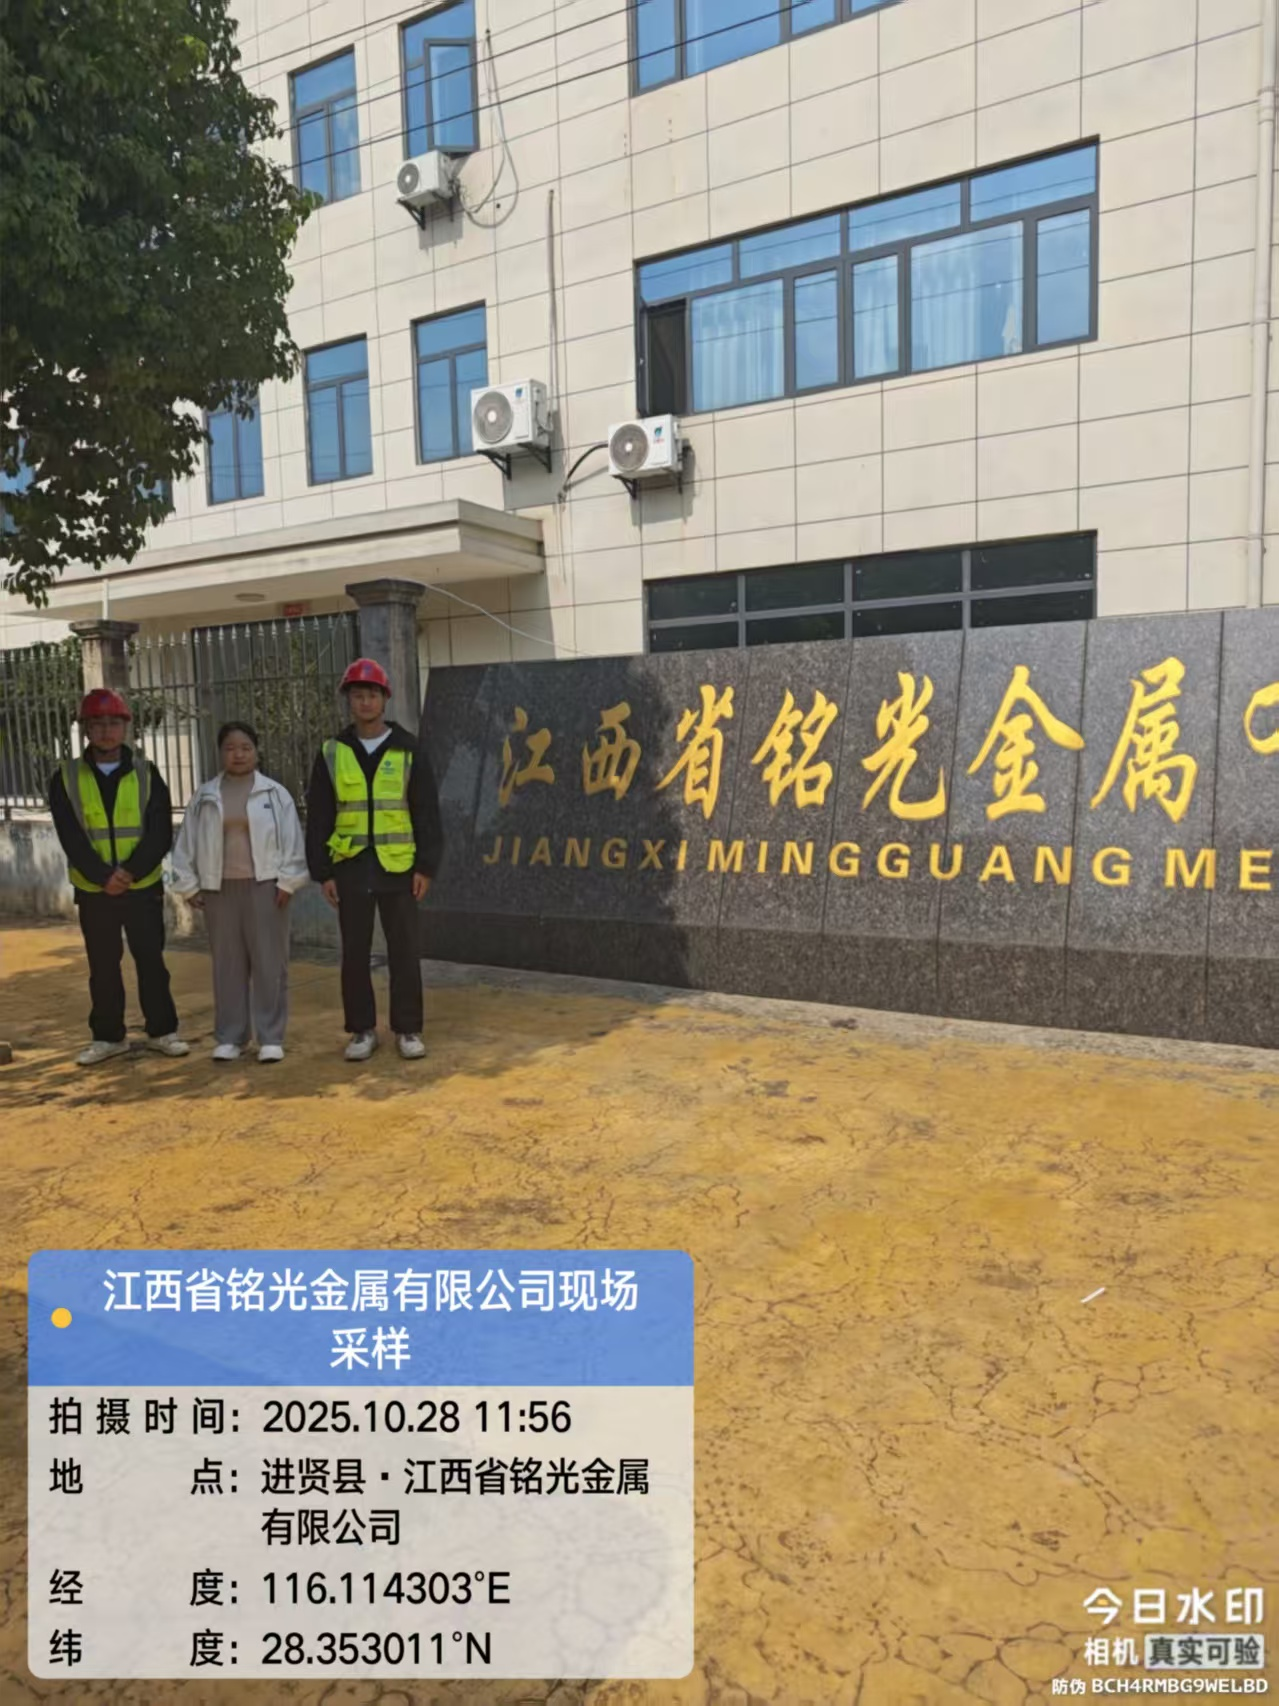 江西省铭光金属
JIANGXI MINGGUANG ME
江西省铭光金属有限公司现场
采样
拍摄时间：2025.10.28 11:56
地点：进贤县·江西省铭光金属
有限公司
经度：116.114303°E
纬度：28.353011°N
今日水印
相机 真实可验
防伪 BCH4RMBG9WELBD